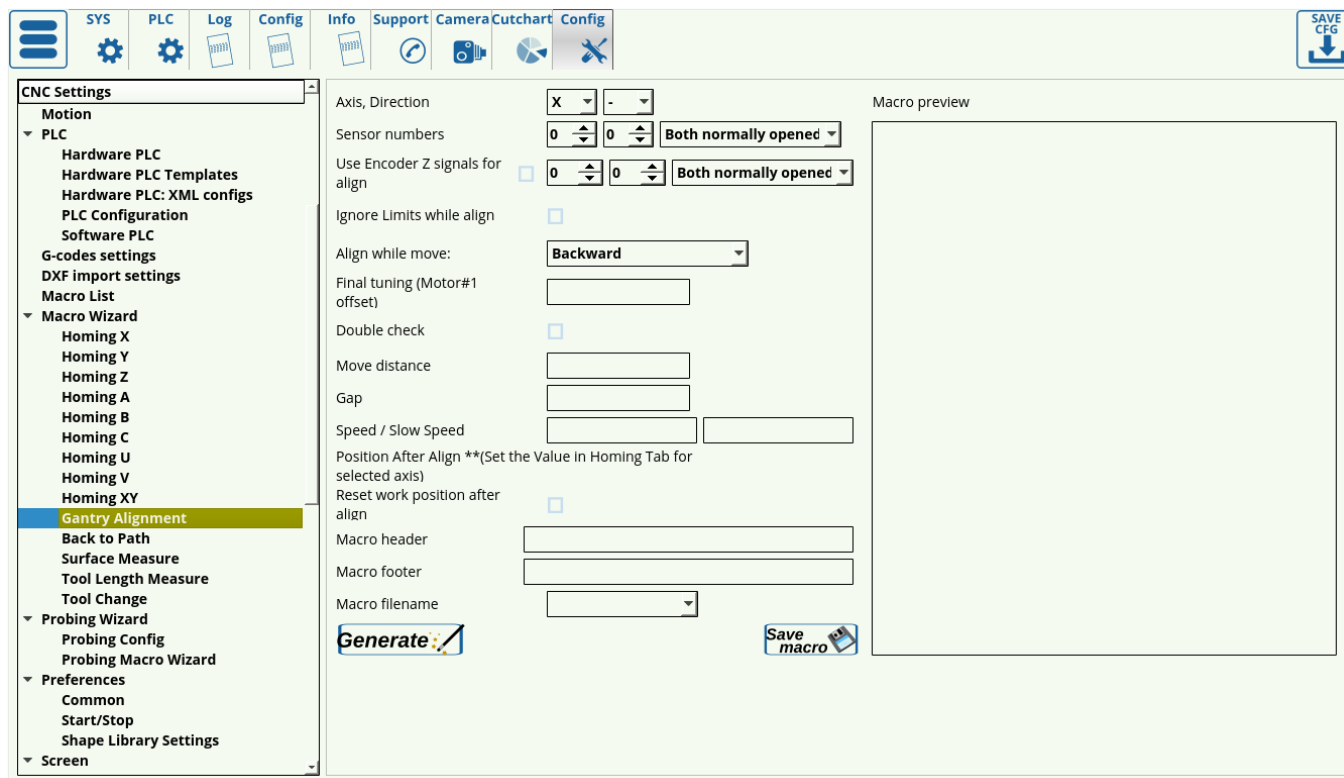 SYS PLC Log Config Info Support Camera Cutchart Config
SAVE
CFG
CNC Settings
Motion
PLC
Hardware PLC
Hardware PLC Templates
Hardware PLC: XML configs
PLC Configuration
Software PLC
G-codes settings
DXF import settings
Macro List
Macro Wizard
Homing X
Homing Y
Homing Z
Homing A
Homing B
Homing C
Homing U
Homing V
Homing XY
Gantry Alignment
Back to Path
Surface Measure
Tool Length Measure
Tool Change
Probing Wizard
Probing Config
Probing Macro Wizard
Preferences
Common
Start/Stop
Shape Library Settings
Screen
Axis, Direction X -
Sensor numbers 0 0 Both normally opened
Use Encoder Z signals for
align 0 0 Both normally opened
Ignore Limits while align
Align while move: Backward
Final tuning (Motor#1
offset)
Double check
Move distance
Gap
Speed / Slow Speed
Position After Align **(Set the Value in Homing Tab for
selected axis)
Reset work position after
align
Macro header
Macro footer
Macro filename
Generate
Save
macro
Macro preview